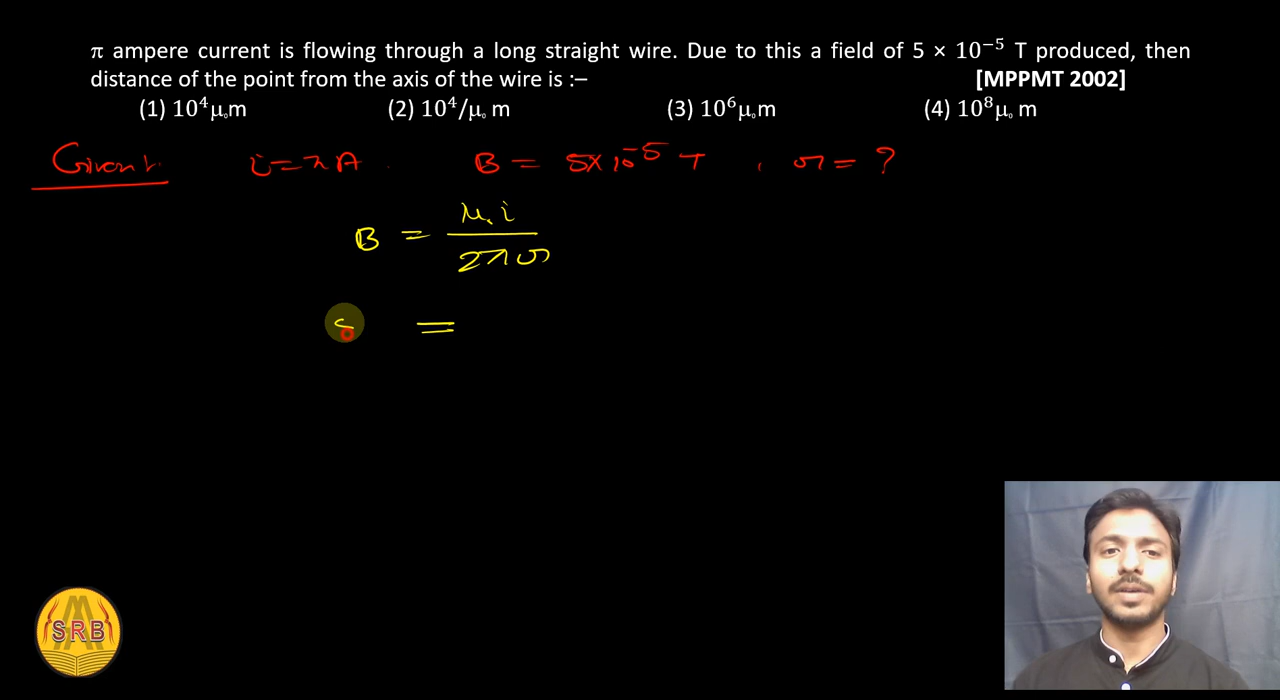 π ampere current is flowing through a long straight wire. Due to this a field of 5 × 10⁻⁵ T produced, then
distance of the point from the axis of the wire is :–
[MPPMT 2002]
(1) 10⁴μ₀m (2) 10⁴/μ₀ m (3) 10⁶μ₀m (4) 10⁸μ₀ m
Given:- i=πA B = 5×10⁻⁵ T , r = ?
B = μ₀i / 2πr
=
SRB